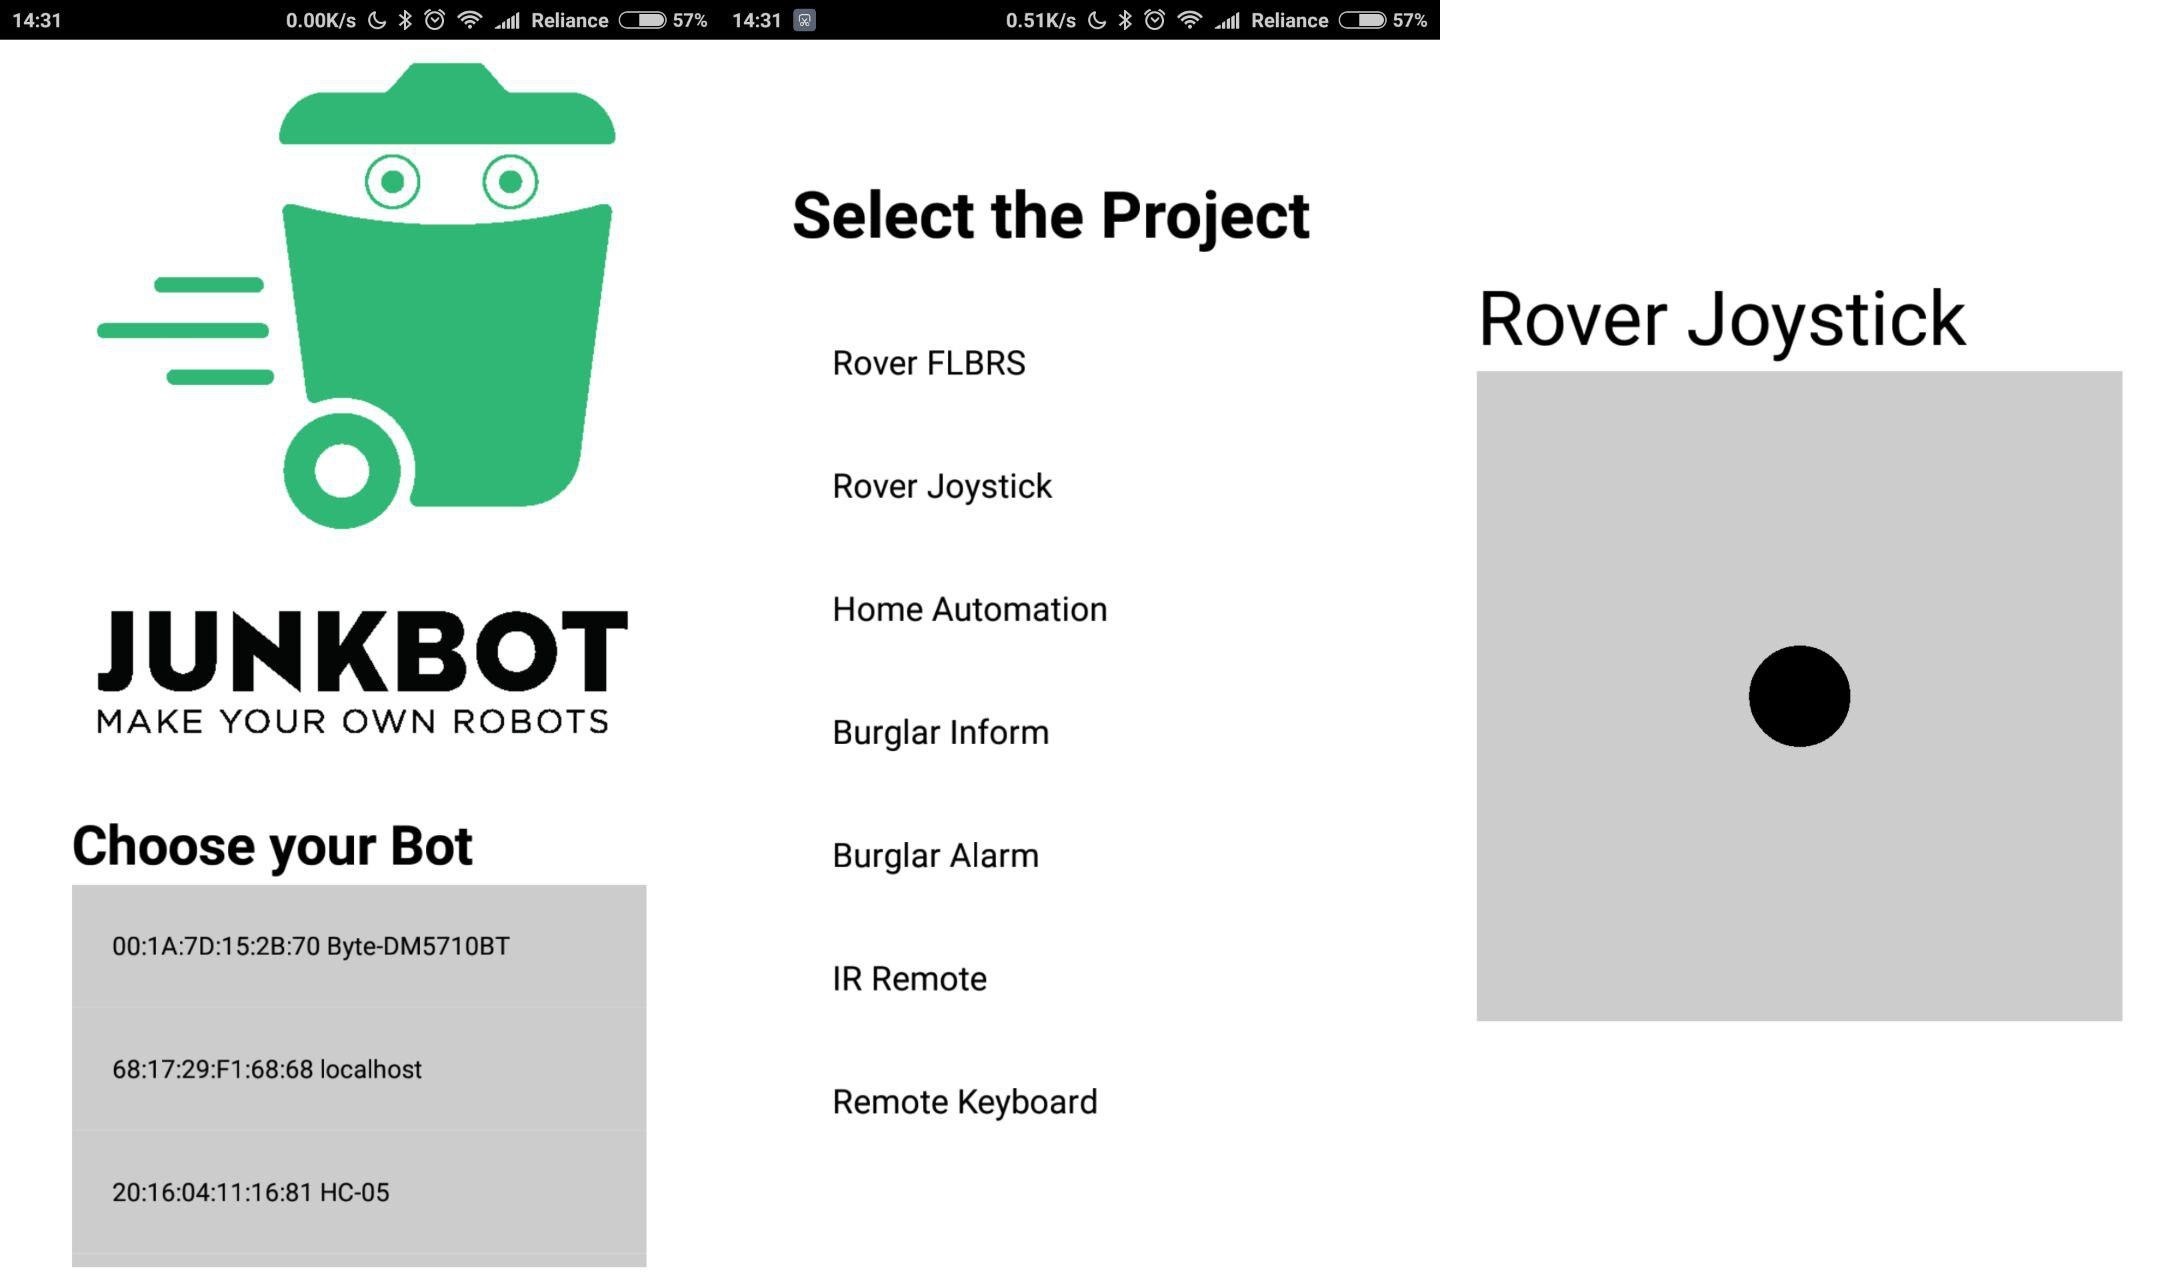 14:31 0.00K/s Reliance 57%
JUNKBOT
MAKE YOUR OWN ROBOTS
Choose your Bot
00:1A:7D:15:2B:70 Byte-DM5710BT
68:17:29:F1:68:68 localhost
20:16:04:11:16:81 HC-05
14:31 0.51K/s Reliance 57%
Select the Project
Rover FLBRS
Rover Joystick
Home Automation
Burglar Inform
Burglar Alarm
IR Remote
Remote Keyboard
Rover Joystick